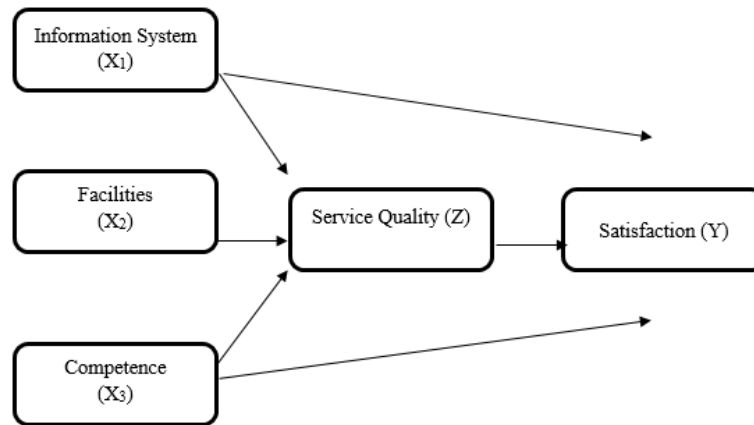 Information System
(X₁)
Facilities
(X₂)
Service Quality (Z)
Satisfaction (Y)
Competence
(X₃)